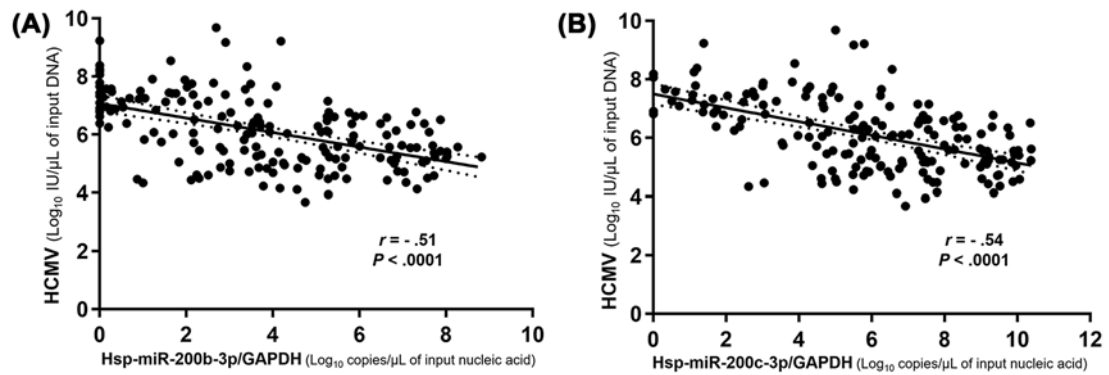 (A)
HCMV (Log10 IU/µL of input DNA)
10
8
6
4
2
0
r = - .51
P < .0001
0 2 4 6 8 10
Hsp-miR-200b-3p/GAPDH (Log10 copies/µL of input nucleic acid)
(B)
HCMV (Log10 IU/µL of input DNA)
10
8
6
4
2
0
r = - .54
P < .0001
0 2 4 6 8 10 12
Hsp-miR-200c-3p/GAPDH (Log10 copies/µL of input nucleic acid)